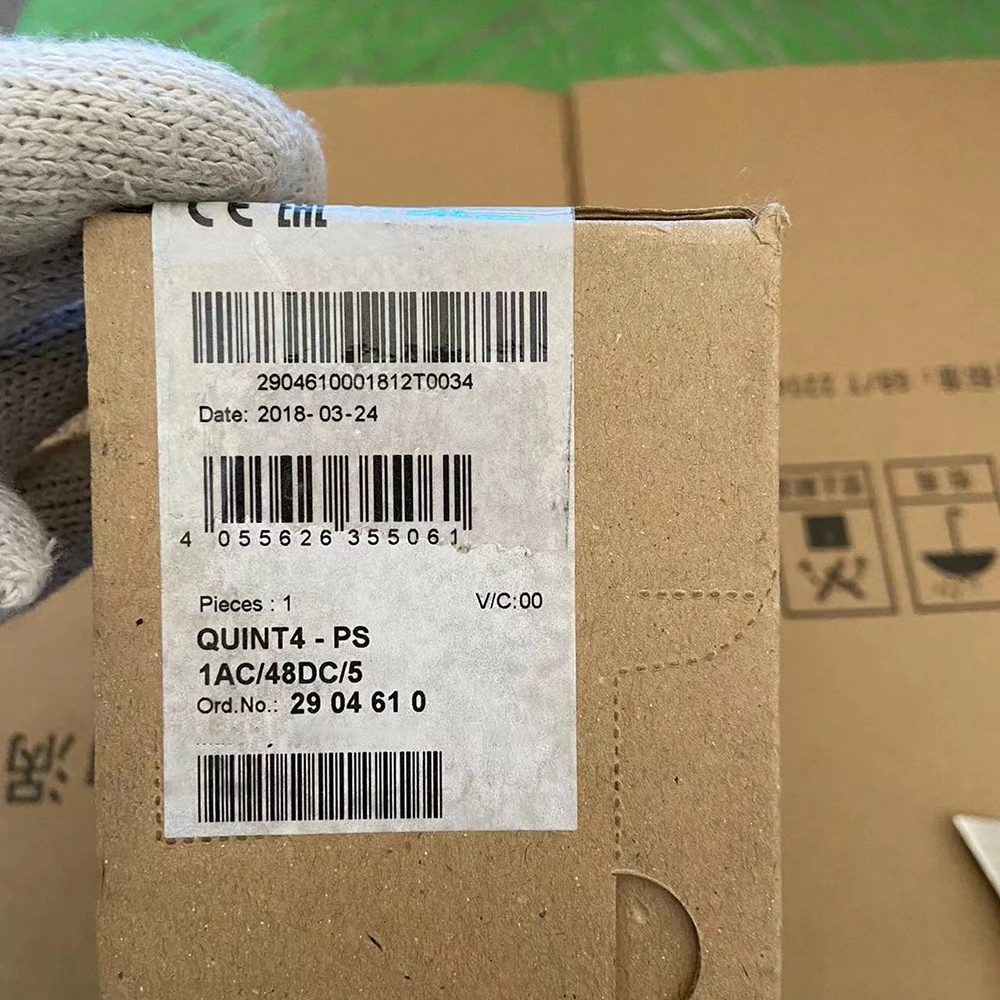 CE EAC
2904610001812T0034
Date: 2018-03-24
4 055626 355061
Pieces : 1 V/C:00
QUINT4 - PS
1AC/48DC/5
Ord.No.: 29 04 61 0